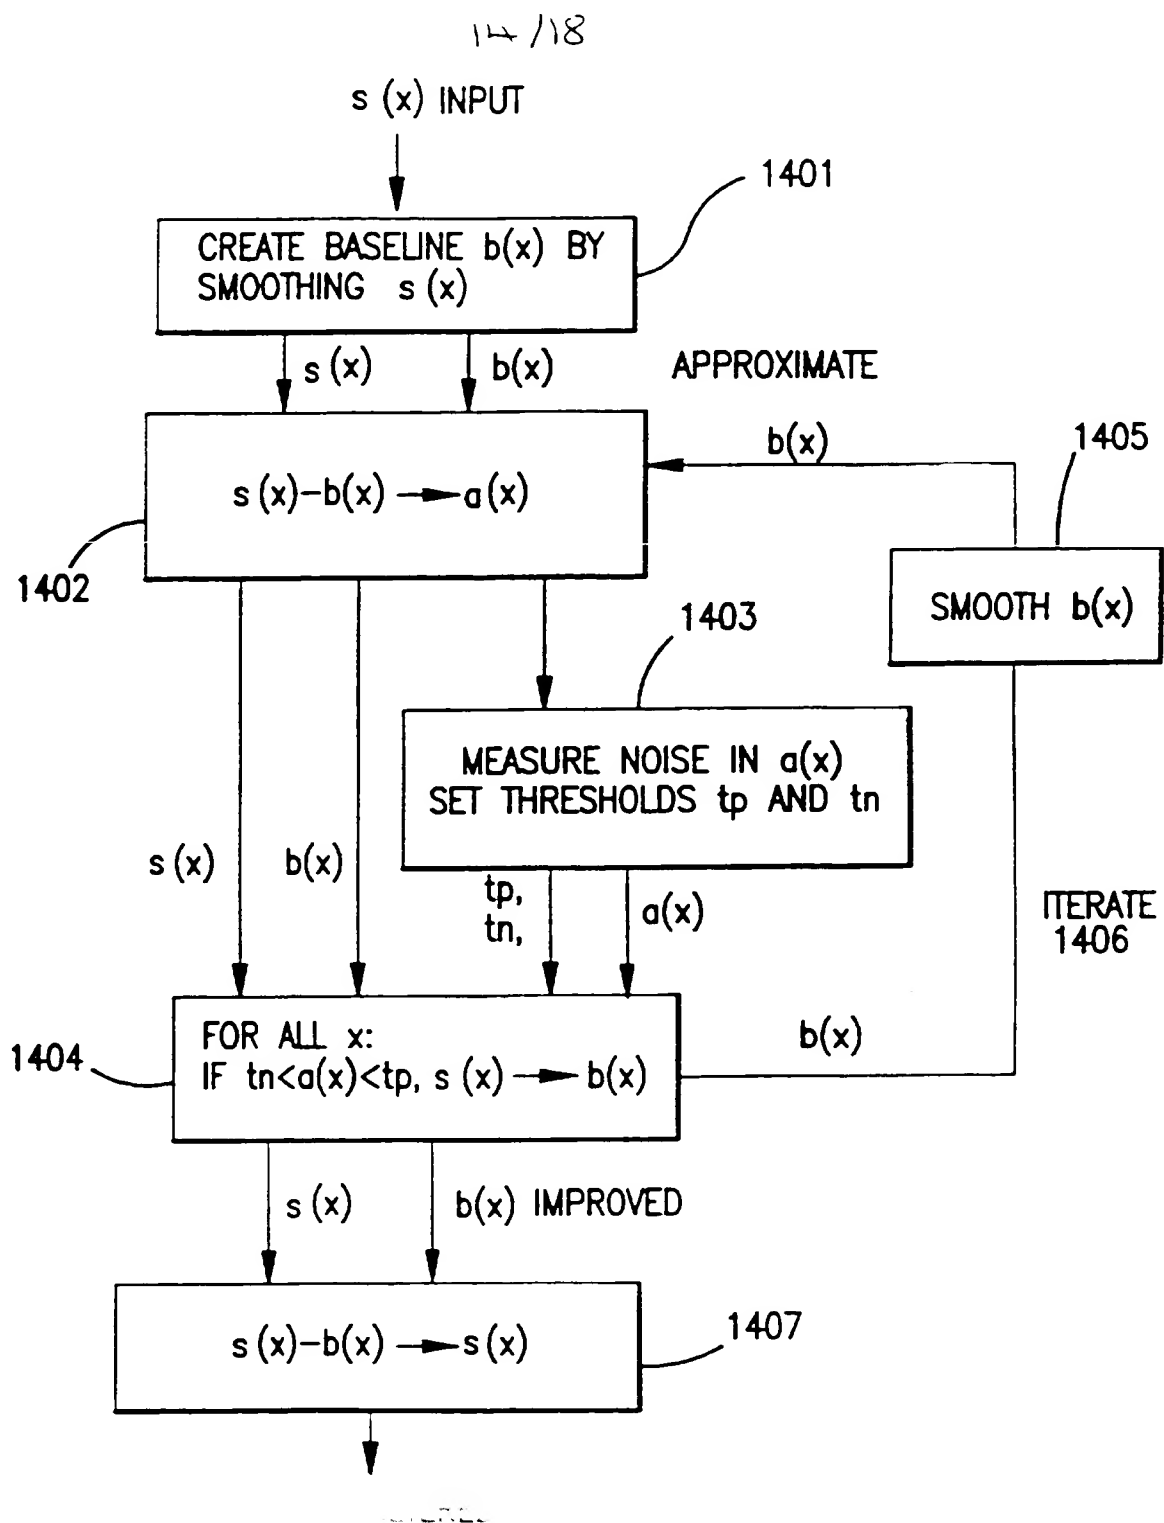 14/18
s(x) INPUT
1401
CREATE BASELINE b(x) BY
SMOOTHING s(x)
s(x)
b(x)
APPROXIMATE
b(x)
1405
s(x)-b(x)→a(x)
1402
SMOOTH b(x)
1403
MEASURE NOISE IN a(x)
SET THRESHOLDS tp AND tn
s(x)
b(x)
tp,
tn,
a(x)
ITERATE
1406
1404
FOR ALL x:
IF tn<a(x)<tp, s(x)→b(x)
b(x)
s(x)
b(x) IMPROVED
1407
s(x)-b(x)→s(x)